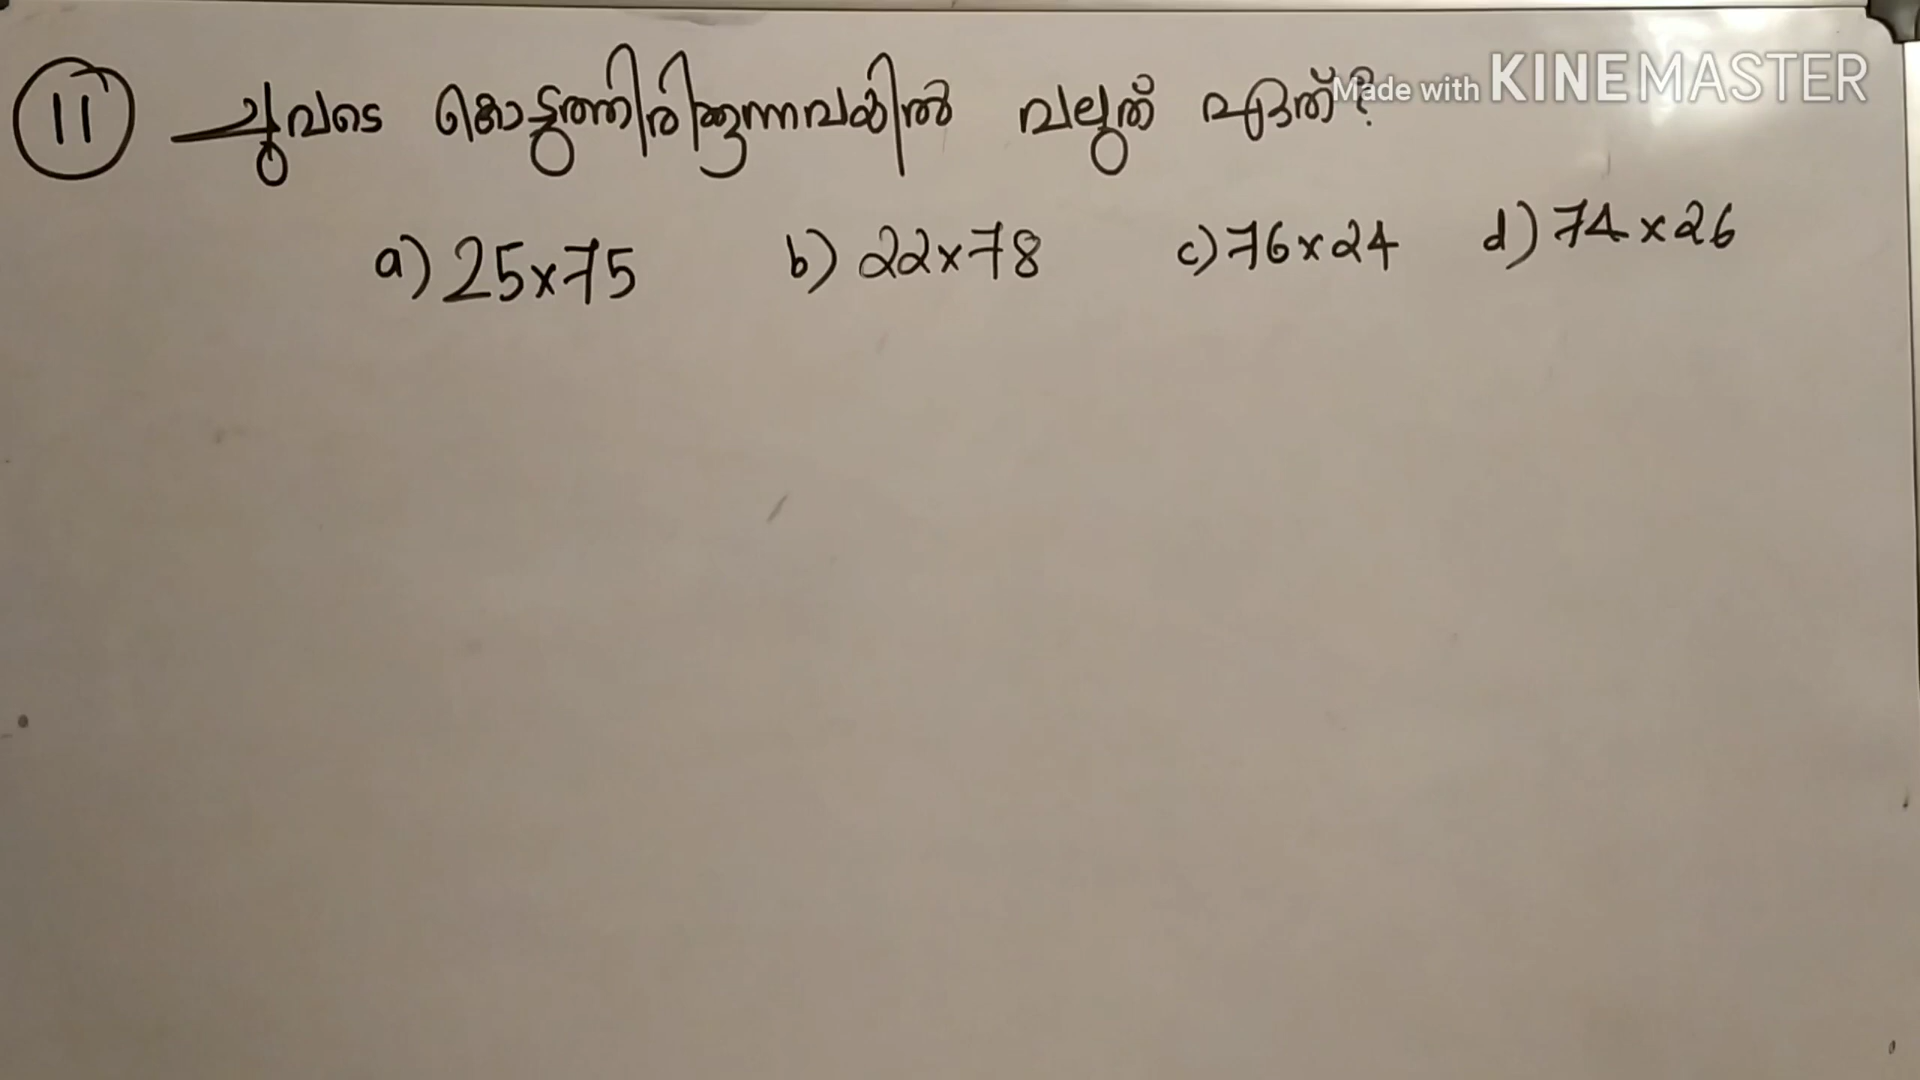 11 ചുവടെ കൊടുത്തിരിക്കുന്നവയിൽ വലുത് ഏത്?
Made with KINEMASTER
a) 25×75 b) 22×78 c) 76×24 d) 74×26